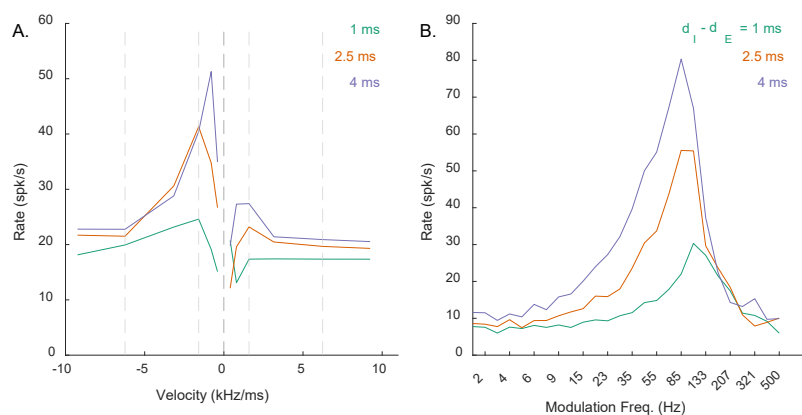 A.
1 ms
2.5 ms
4 ms
Rate (spk/s)
60
50
40
30
20
10
0
-10
-5
0
5
10
Velocity (kHz/ms)
B.
d_I - d_E = 1 ms
2.5 ms
4 ms
Rate (spk/s)
90
80
70
60
50
40
30
20
10
0
2
4
6
9
15
23
35
55
85
133
207
321
500
Modulation Freq. (Hz)